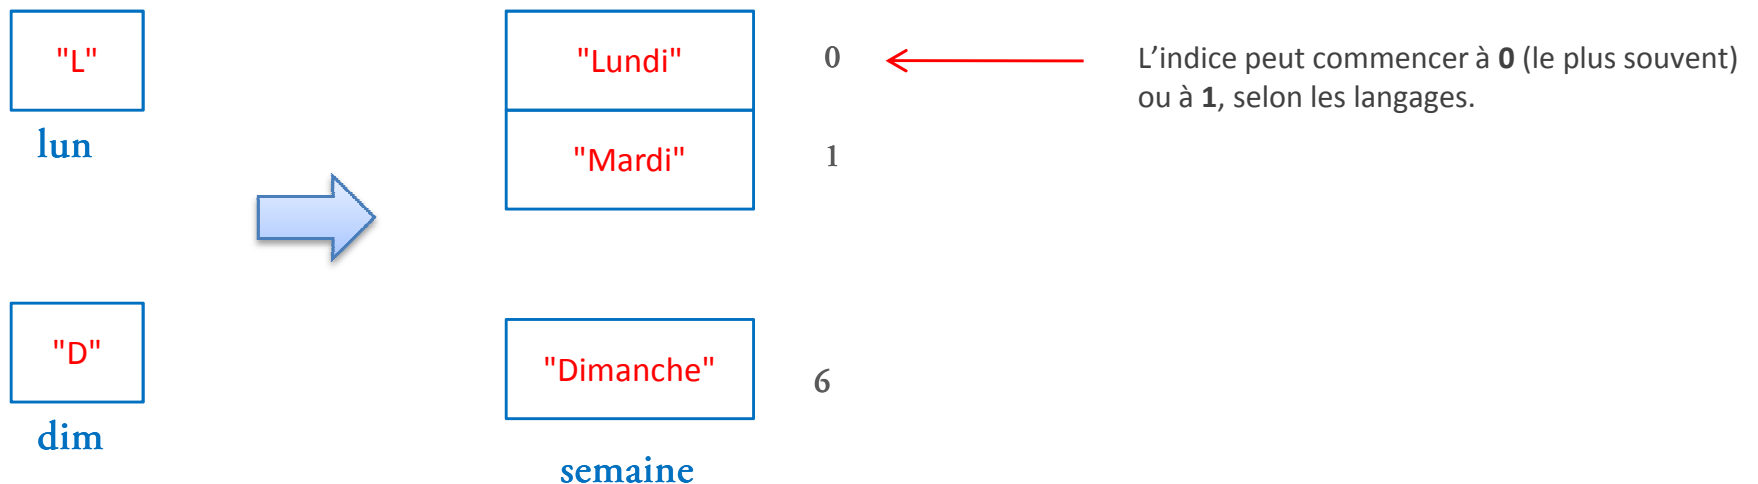 "L"
lun
"D"
dim
"Lundi"
0
"Mardi"
1
"Dimanche"
6
semaine
L’indice peut commencer à 0 (le plus souvent)
ou à 1, selon les langages.